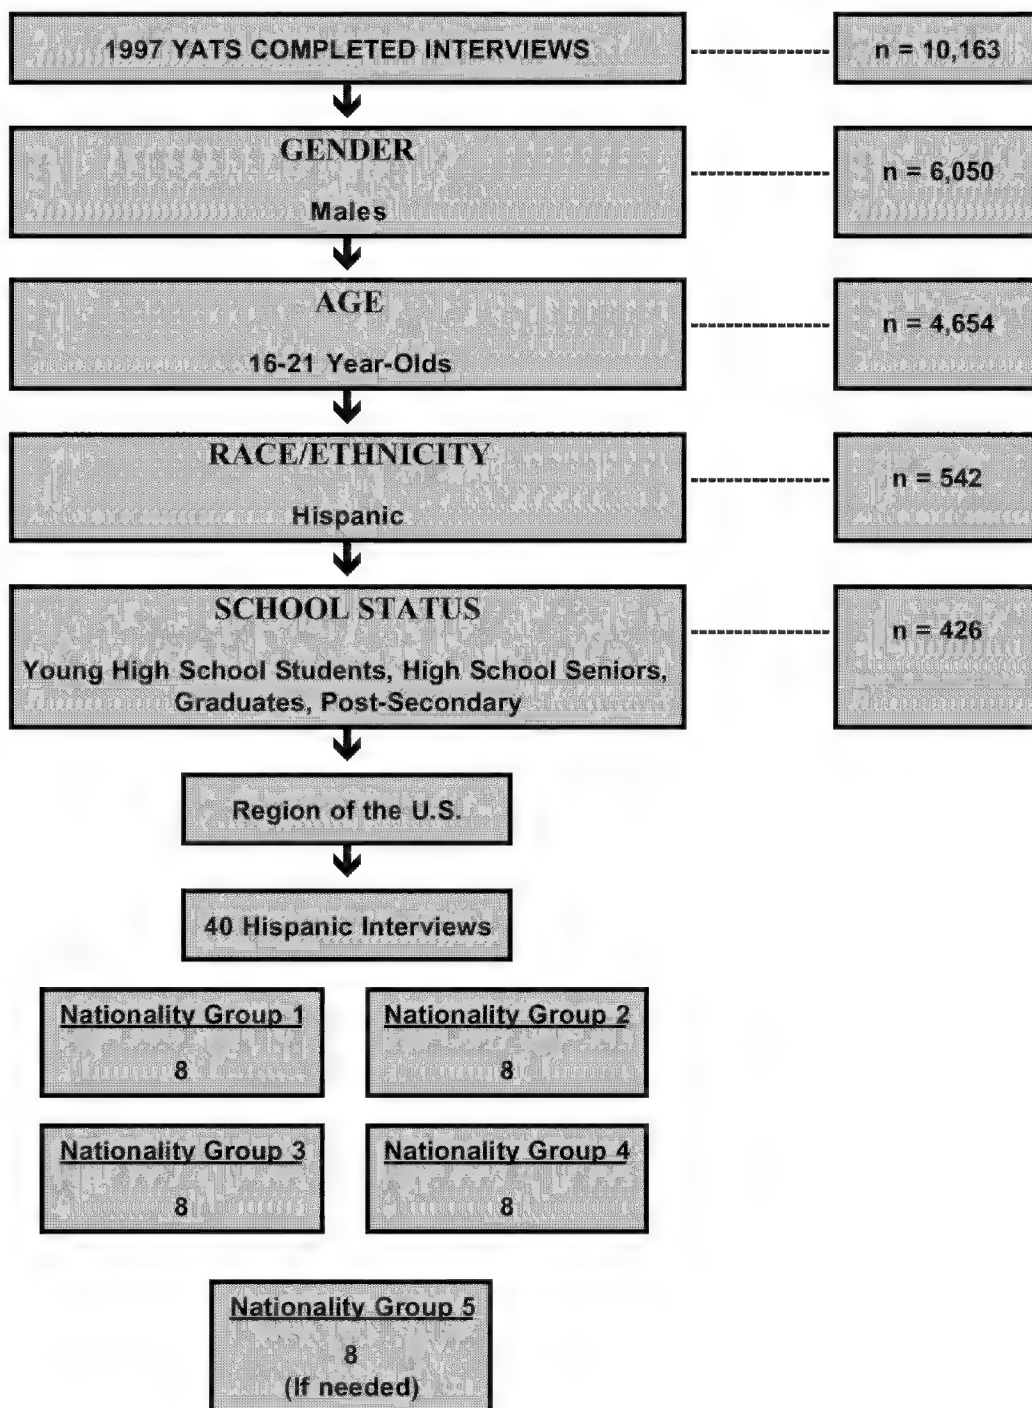 1997 YATS COMPLETED INTERVIEWS
n = 10,163
GENDER
Males
n = 6,050
AGE
16-21 Year-Olds
n = 4,654
RACE/ETHNICITY
Hispanic
n = 542
SCHOOL STATUS
Young High School Students, High School Seniors,
Graduates, Post-Secondary
n = 426
Region of the U.S.
40 Hispanic Interviews
Nationality Group 1
8
Nationality Group 2
8
Nationality Group 3
8
Nationality Group 4
8
Nationality Group 5
8
(If needed)